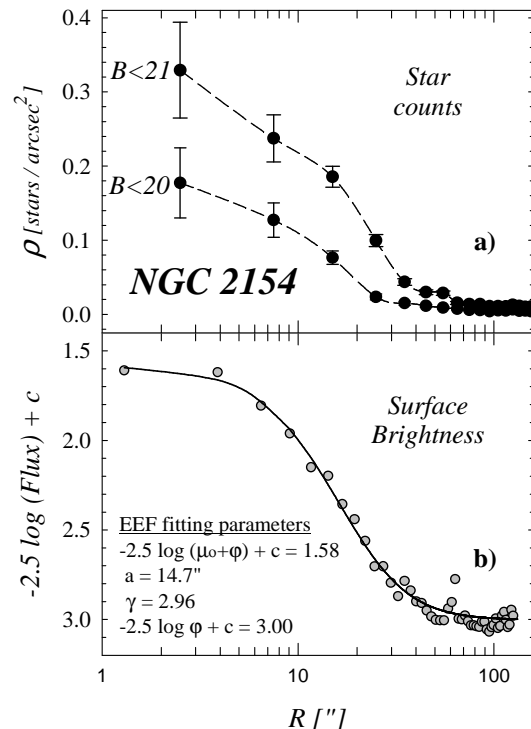 0.4
B<21
Star
counts
0.3
B<20
0.2
0.1
a)
NGC 2154
0.0
ρ [stars / arcsec²]
1.5
Surface
Brightness
2.0
2.5
EEF fitting parameters
-2.5 log (μ₀+φ) + c = 1.58
b)
a = 14.7"
γ = 2.96
-2.5 log φ + c = 3.00
3.0
-2.5 log (Flux) + c
1 10 100
R ["]